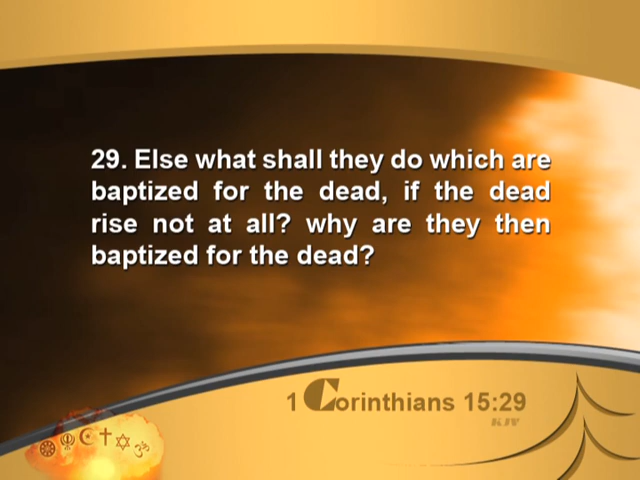 29. Else what shall they do which are
baptized for the dead, if the dead
rise not at all? why are they then
baptized for the dead?
1 Corinthians 15:29
KJV